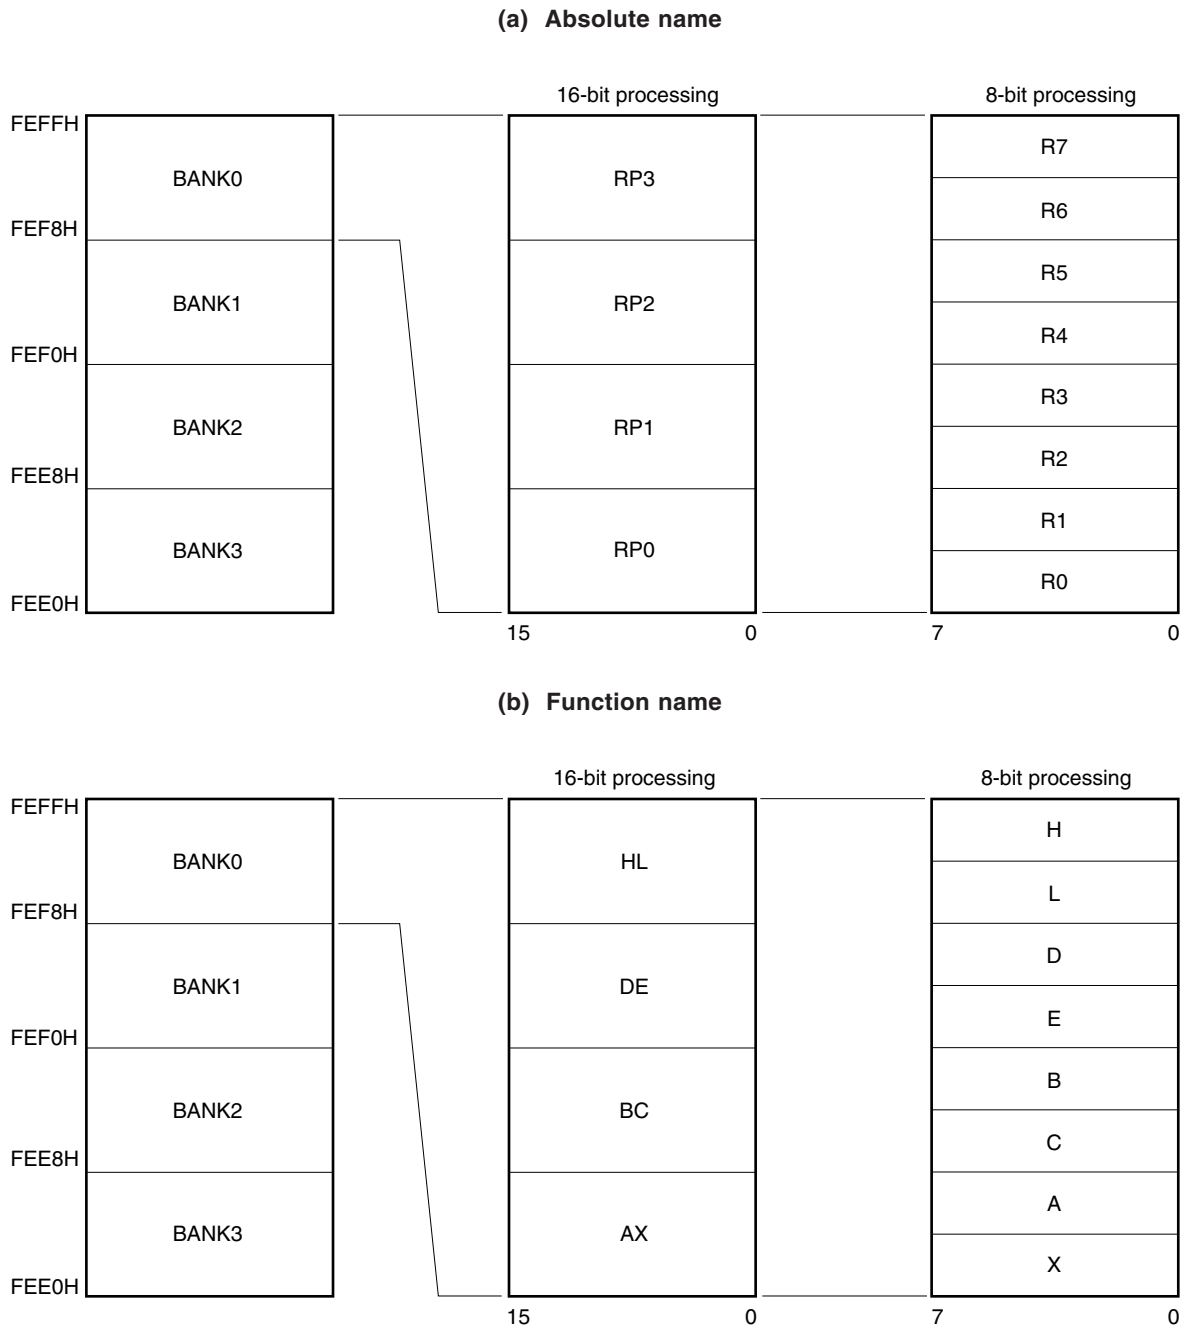 (a) Absolute name
16-bit processing 8-bit processing
FEFFH
BANK0 RP3 R7
R6
FEF8H
BANK1 RP2 R5
R4
FEF0H
BANK2 RP1 R3
R2
FEE8H
BANK3 RP0 R1
R0
FEE0H
15 0 7 0
(b) Function name
16-bit processing 8-bit processing
FEFFH
BANK0 HL H
L
FEF8H
BANK1 DE D
E
FEF0H
BANK2 BC B
C
FEE8H
BANK3 AX A
X
FEE0H
15 0 7 0